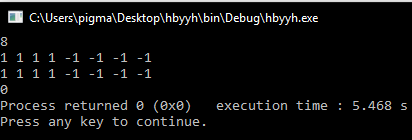 C:\Users\pigma\Desktop\hbyyh\bin\Debug\hbyyh.exe
8
1 1 1 1 -1 -1 -1 -1
1 1 1 1 -1 -1 -1 -1
0
Process returned 0 (0x0)   execution time : 5.468 s
Press any key to continue.